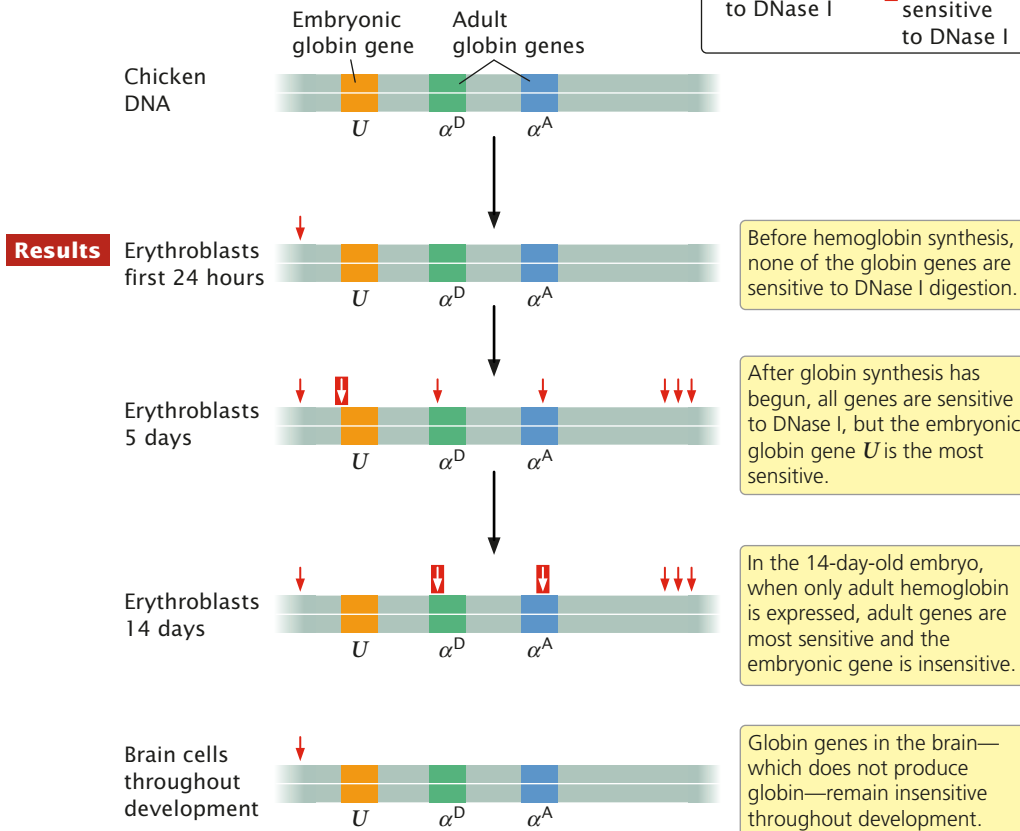 to DNase I
sensitive
to DNase I
Embryonic
globin gene
Adult
globin genes
Chicken
DNA
U
αᴰ
αᴬ
Results
Erythroblasts
first 24 hours
U
αᴰ
αᴬ
Before hemoglobin synthesis,
none of the globin genes are
sensitive to DNase I digestion.
Erythroblasts
5 days
U
αᴰ
αᴬ
After globin synthesis has
begun, all genes are sensitive
to DNase I, but the embryonic
globin gene U is the most
sensitive.
Erythroblasts
14 days
U
αᴰ
αᴬ
In the 14-day-old embryo,
when only adult hemoglobin
is expressed, adult genes are
most sensitive and the
embryonic gene is insensitive.
Brain cells
throughout
development
U
αᴰ
αᴬ
Globin genes in the brain—
which does not produce
globin—remain insensitive
throughout development.